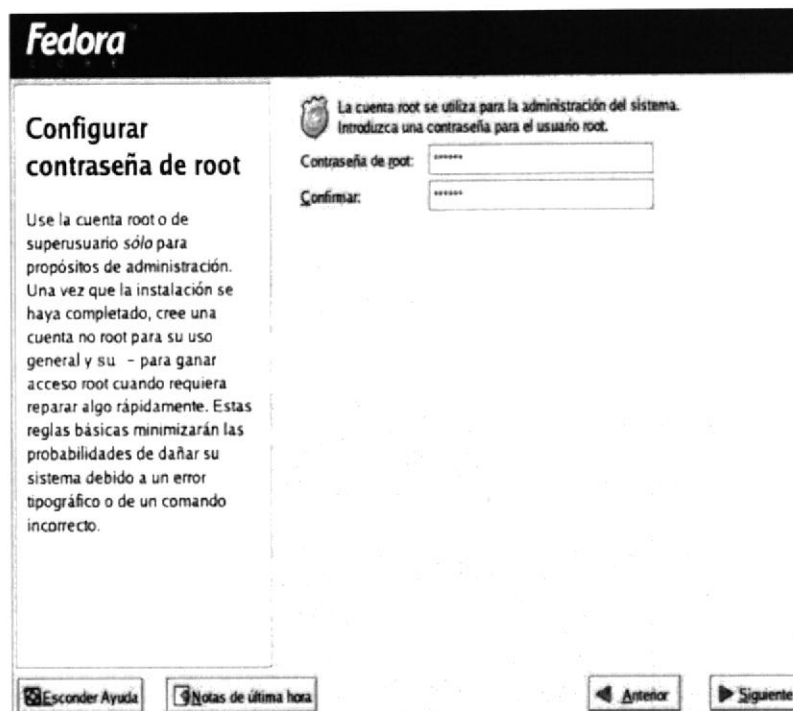 Fedora
CORE
Configurar
contraseña de root
Use la cuenta root o de
superusuario sólo para
propósitos de administración.
Una vez que la instalación se
haya completado, cree una
cuenta no root para su uso
general y su - para ganar
acceso root cuando requiera
reparar algo rápidamente. Estas
reglas básicas minimizarán las
probabilidades de dañar su
sistema debido a un error
tipográfico o de un comando
incorrecto.
La cuenta root se utiliza para la administración del sistema.
Introduzca una contraseña para el usuario root.
Contraseña de root: ******
Confirmar: ******
Esconder Ayuda
Notas de última hora
Anterior
Siguiente